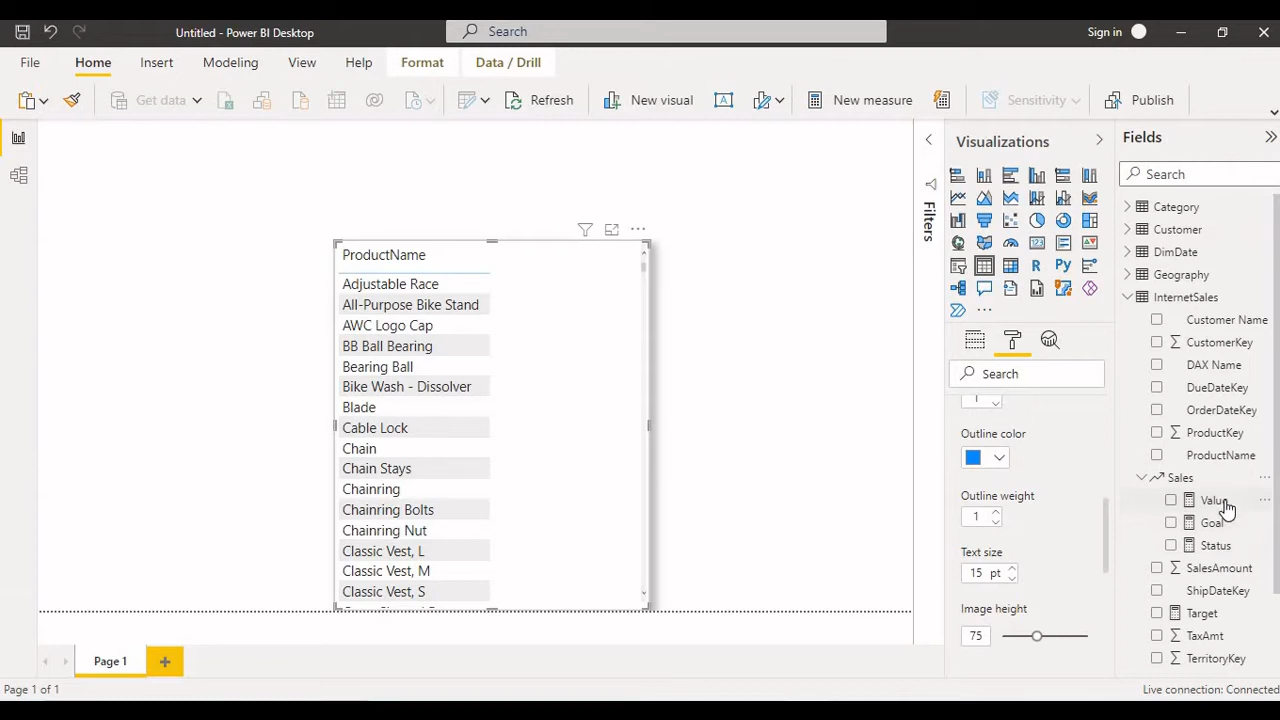 Untitled - Power BI Desktop
Search
Sign in
File
Home
Insert
Modeling
View
Help
Format
Data / Drill
Get data
Refresh
New visual
New measure
Sensitivity
Publish
ProductName
Adjustable Race
All-Purpose Bike Stand
AWC Logo Cap
BB Ball Bearing
Bearing Ball
Bike Wash - Dissolver
Blade
Cable Lock
Chain
Chain Stays
Chainring
Chainring Bolts
Chainring Nut
Classic Vest, L
Classic Vest, M
Classic Vest, S
Filters
Visualizations
R
Py
Search
1
Outline color
Outline weight
1
Text size
15 pt
Image height
75
Fields
Search
Category
Customer
DimDate
Geography
InternetSales
Customer Name
CustomerKey
DAX Name
DueDateKey
OrderDateKey
ProductKey
ProductName
Sales
Value
Goal
Status
SalesAmount
ShipDateKey
Target
TaxAmt
TerritoryKey
Page 1
Page 1 of 1
Live connection: Connected